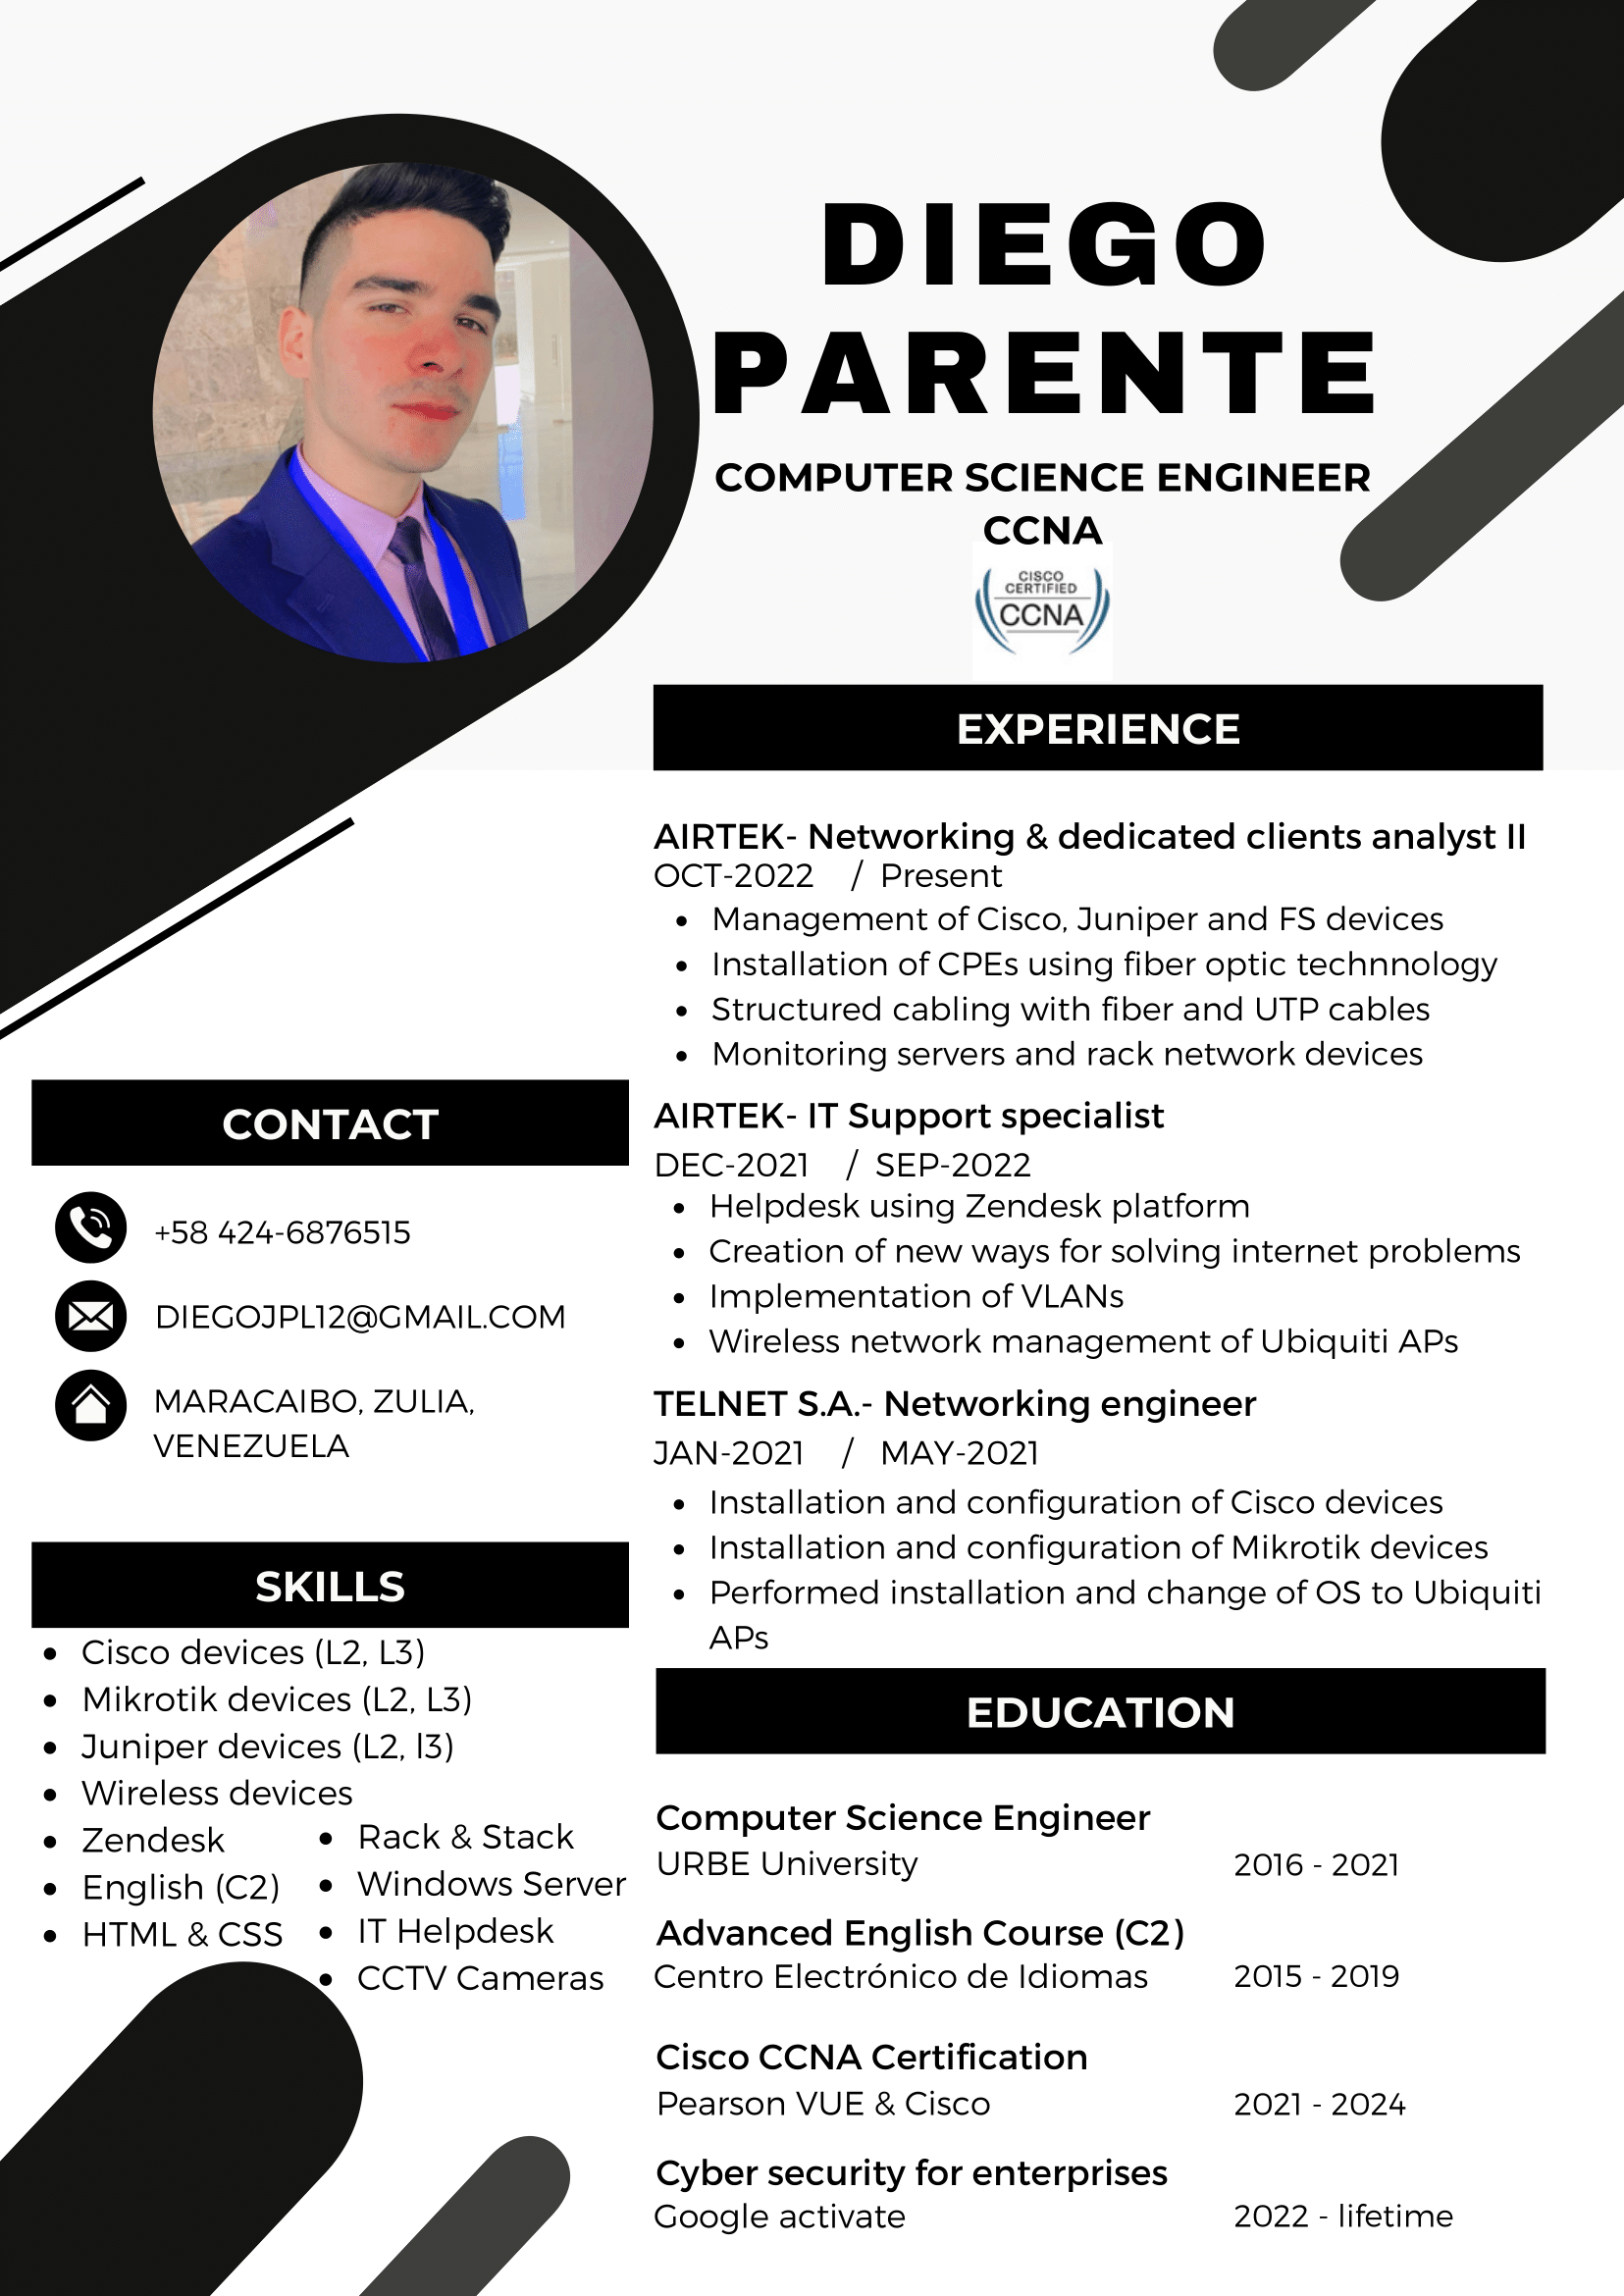 DIEGO
PARENTE
COMPUTER SCIENCE ENGINEER
CCNA
CISCO
CERTIFIED
CCNA
EXPERIENCE
AIRTEK- Networking & dedicated clients analyst II
OCT-2022 / Present
• Management of Cisco, Juniper and FS devices
• Installation of CPEs using fiber optic technnology
• Structured cabling with fiber and UTP cables
• Monitoring servers and rack network devices
AIRTEK- IT Support specialist
DEC-2021 / SEP-2022
• Helpdesk using Zendesk platform
• Creation of new ways for solving internet problems
• Implementation of VLANs
• Wireless network management of Ubiquiti APs
TELNET S.A.- Networking engineer
JAN-2021 / MAY-2021
• Installation and configuration of Cisco devices
• Installation and configuration of Mikrotik devices
• Performed installation and change of OS to Ubiquiti
APs
CONTACT
+58 424-6876515
DIEGOJPL12@GMAIL.COM
MARACAIBO, ZULIA,
VENEZUELA
SKILLS
• Cisco devices (L2, L3)
• Mikrotik devices (L2, L3)
• Juniper devices (L2, l3)
• Wireless devices
• Zendesk
• English (C2)
• HTML & CSS
• Rack & Stack
• Windows Server
• IT Helpdesk
• CCTV Cameras
EDUCATION
Computer Science Engineer
URBE University 2016 - 2021
Advanced English Course (C2)
Centro Electrónico de Idiomas 2015 - 2019
Cisco CCNA Certification
Pearson VUE & Cisco 2021 - 2024
Cyber security for enterprises
Google activate 2022 - lifetime